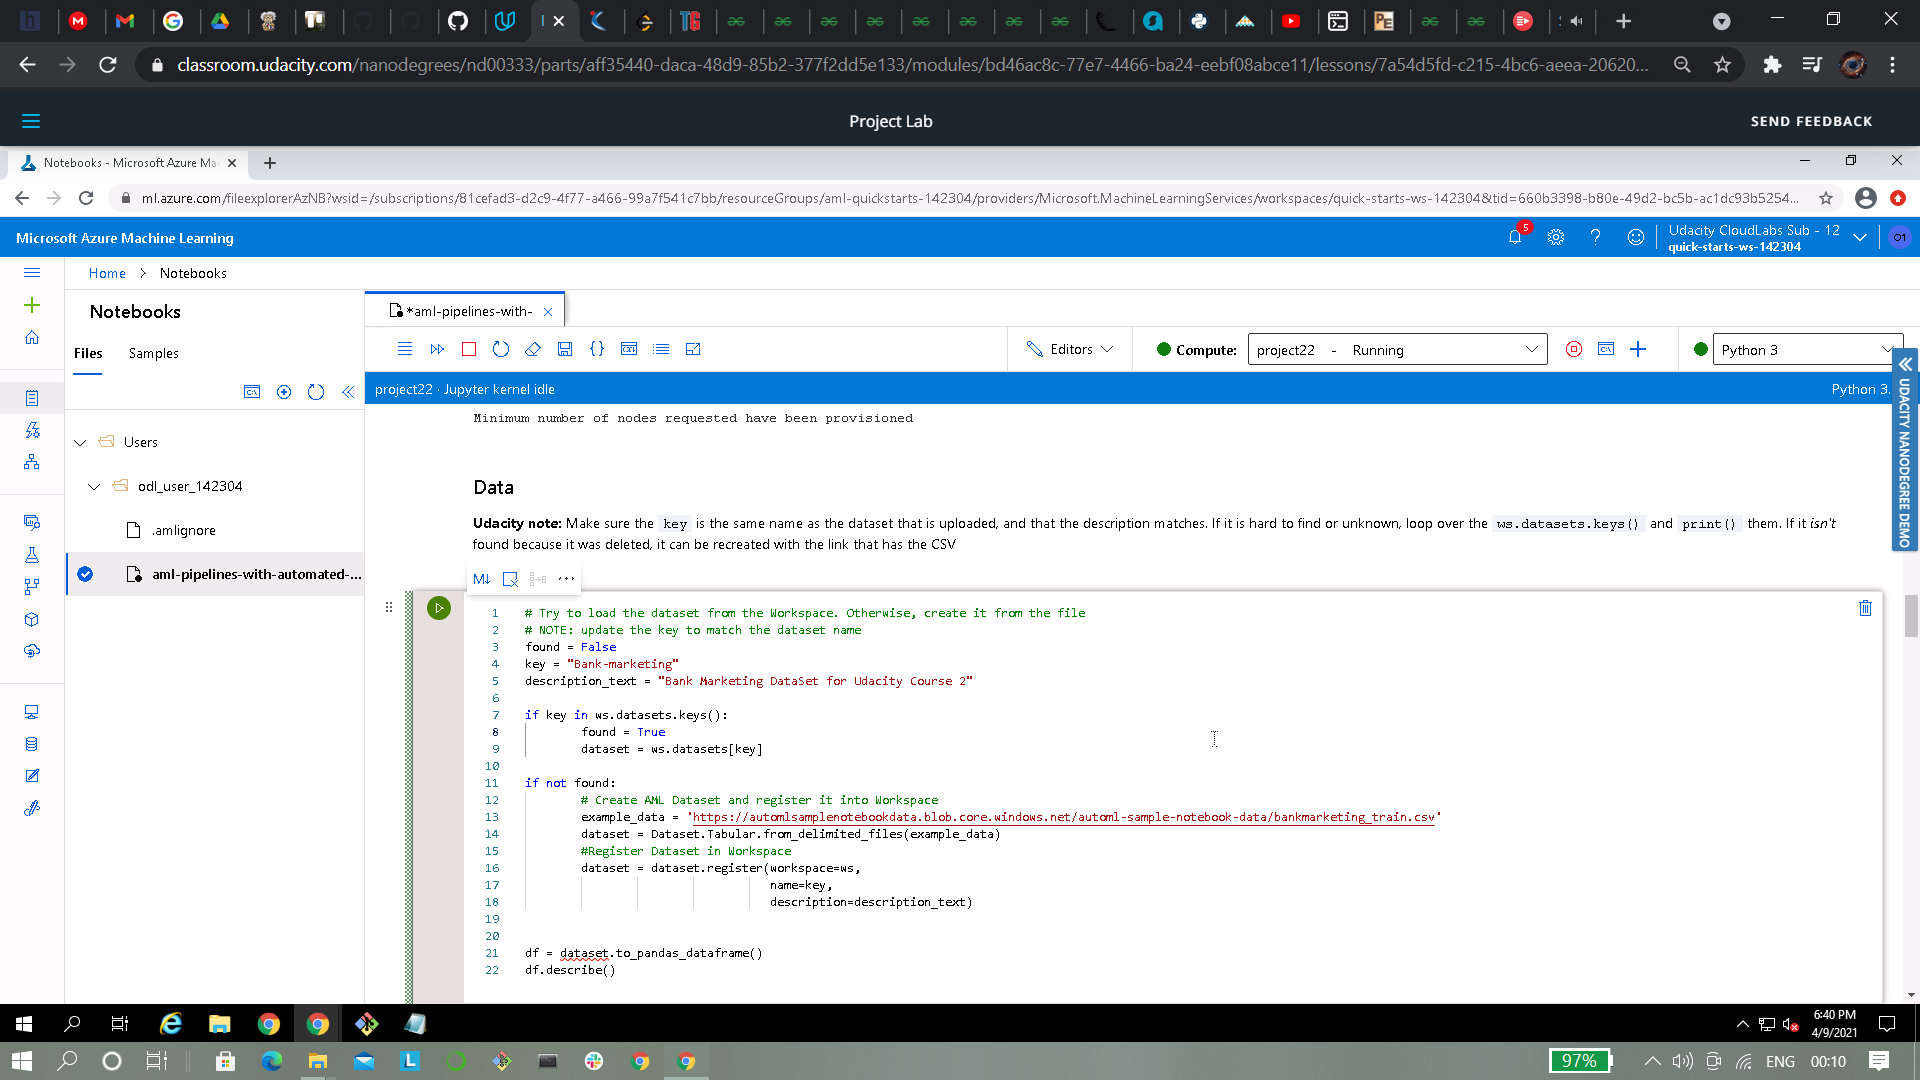 classroom.udacity.com/nanodegrees/nd00333/parts/aff35440-daca-48d9-85b2-377f2dd5e133/modules/bd46ac8c-77e7-4466-ba24-eebf08abce11/lessons/7a54d5fd-c215-4bc6-aeea-20620...
Project Lab
SEND FEEDBACK
Notebooks - Microsoft Azure Ma
ml.azure.com/fileexplorerAzNB?wsid=/subscriptions/81cefad3-d2c9-4f77-a466-99a7f541c7bb/resourceGroups/aml-quickstarts-142304/providers/Microsoft.MachineLearningServices/workspaces/quick-starts-ws-142304&tid=660b3398-b80e-49d2-bc5b-ac1dc93b5254...
Microsoft Azure Machine Learning
5
Udacity CloudLabs Sub - 12
quick-starts-ws-142304
O1
Home > Notebooks
Notebooks
*aml-pipelines-with-
Files Samples
Editors
Compute: project22 - Running
Python 3
project22 · Jupyter kernel idle
Python 3.
UDACITY NANODEGREE DEMO
Users
odl_user_142304
.amlignore
aml-pipelines-with-automated-...
Minimum number of nodes requested have been provisioned
Data
Udacity note: Make sure the key is the same name as the dataset that is uploaded, and that the description matches. If it is hard to find or unknown, loop over the ws.datasets.keys() and print() them. If it isn't
found because it was deleted, it can be recreated with the link that has the CSV
M↓
1 # Try to load the dataset from the Workspace. Otherwise, create it from the file
2 # NOTE: update the key to match the dataset name
3 found = False
4 key = "Bank-marketing"
5 description_text = "Bank Marketing DataSet for Udacity Course 2"
6
7 if key in ws.datasets.keys():
8 found = True
9 dataset = ws.datasets[key]
10
11 if not found:
12 # Create AML Dataset and register it into Workspace
13 example_data = 'https://automlsamplenotebookdata.blob.core.windows.net/automl-sample-notebook-data/bankmarketing_train.csv'
14 dataset = Dataset.Tabular.from_delimited_files(example_data)
15 #Register Dataset in Workspace
16 dataset = dataset.register(workspace=ws,
17 name=key,
18 description=description_text)
19
20
21 df = dataset.to_pandas_dataframe()
22 df.describe()
6:40 PM
4/9/2021
97%
ENG
00:10